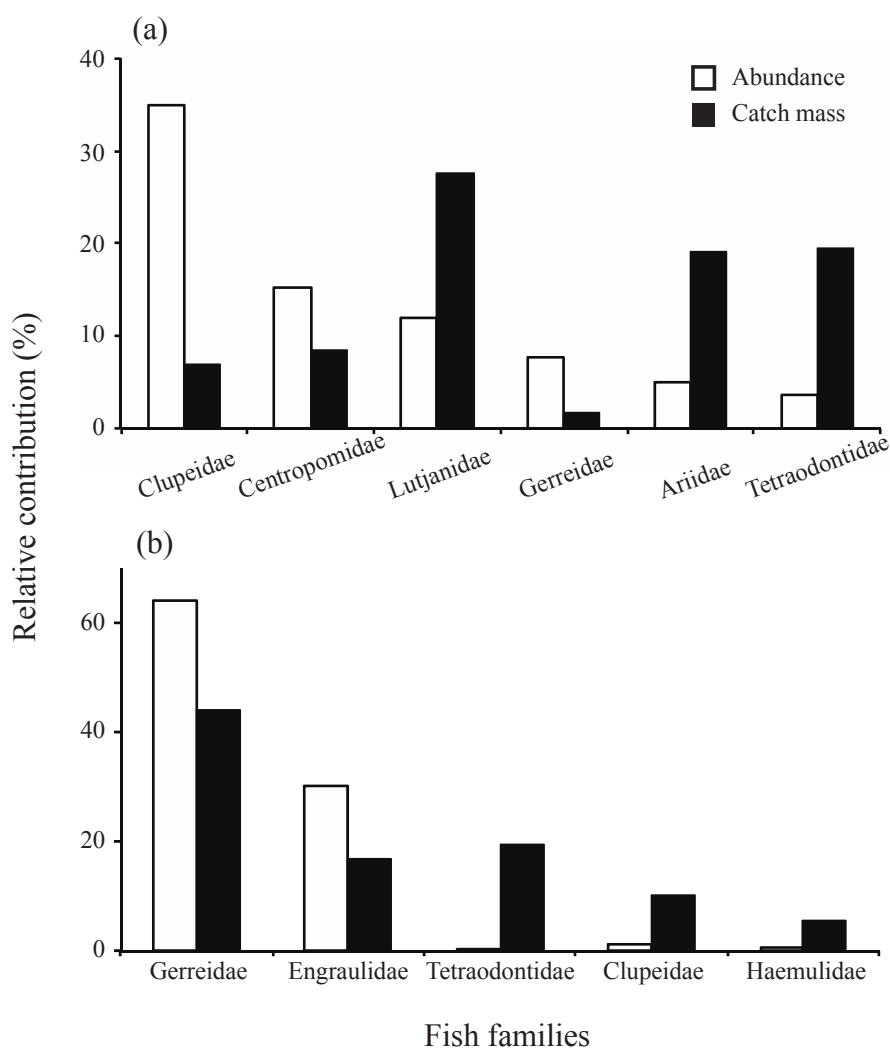 (a)
40
30
20
10
0
Abundance
Catch mass
Clupeidae
Centropomidae
Lutjanidae
Gerreidae
Ariidae
Tetraodontidae
Relative contribution (%)
(b)
60
40
20
0
Gerreidae
Engraulidae
Tetraodontidae
Clupeidae
Haemulidae
Fish families